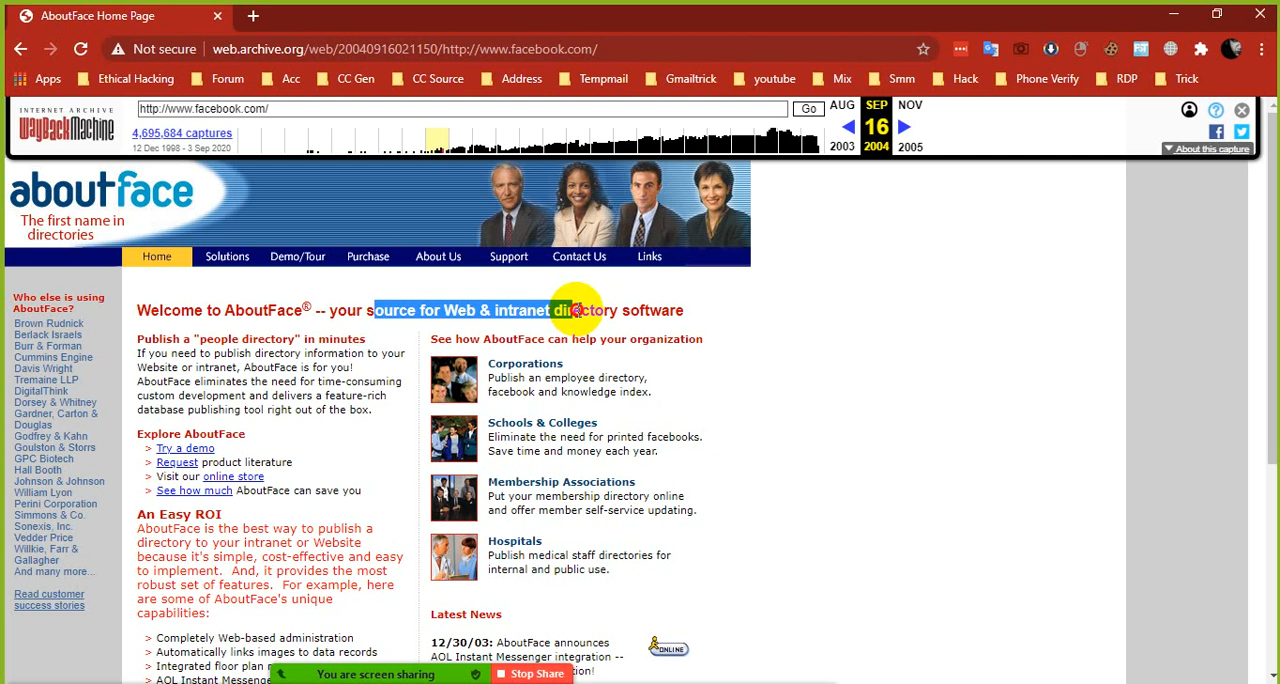 AboutFace Home Page
Not secure
web.archive.org/web/20040916021150/http://www.facebook.com/
Apps
Ethical Hacking
Forum
Acc
CC Gen
CC Source
Address
Tempmail
Gmailtrick
youtube
Mix
Smm
Hack
Phone Verify
RDP
Trick
INTERNET ARCHIVE
WayBackMachine
http://www.facebook.com/
Go
4,695,684 captures
12 Dec 1998 - 3 Sep 2020
AUG
SEP
NOV
16
2003
2004
2005
About this capture
aboutface
The first name in
directories
Home
Solutions
Demo/Tour
Purchase
About Us
Support
Contact Us
Links
Who else is using
AboutFace?
Brown Rudnick
Berlack Israels
Burr & Forman
Cummins Engine
Davis Wright
Tremaine LLP
DigitalThink
Dorsey & Whitney
Gardner, Carton &
Douglas
Godfrey & Kahn
Goulston & Storrs
GPC Biotech
Hall Booth
Johnson & Johnson
William Lyon
Perini Corporation
Simmons & Co.
Sonexis, Inc.
Vedder Price
Willkie, Farr &
Gallagher
And many more...
Read customer
success stories
Welcome to AboutFace® -- your source for Web & intranet directory software
Publish a "people directory" in minutes
If you need to publish directory information to your
Website or intranet, AboutFace is for you!
AboutFace eliminates the need for time-consuming
custom development and delivers a feature-rich
database publishing tool right out of the box.
Explore AboutFace
> Try a demo
> Request product literature
> Visit our online store
> See how much AboutFace can save you
An Easy ROI
AboutFace is the best way to publish a
directory to your intranet or Website
because it's simple, cost-effective and easy
to implement. And, it provides the most
robust set of features. For example, here
are some of AboutFace's unique
capabilities:
> Completely Web-based administration
> Automatically links images to data records
> Integrated floor plan
> AOL Instant Messenger
See how AboutFace can help your organization
Corporations
Publish an employee directory,
facebook and knowledge index.
Schools & Colleges
Eliminate the need for printed facebooks.
Save time and money each year.
Membership Associations
Put your membership directory online
and offer member self-service updating.
Hospitals
Publish medical staff directories for
internal and public use.
Latest News
12/30/03: AboutFace announces
AOL Instant Messenger integration --
ONLINE
You are screen sharing
Stop Share